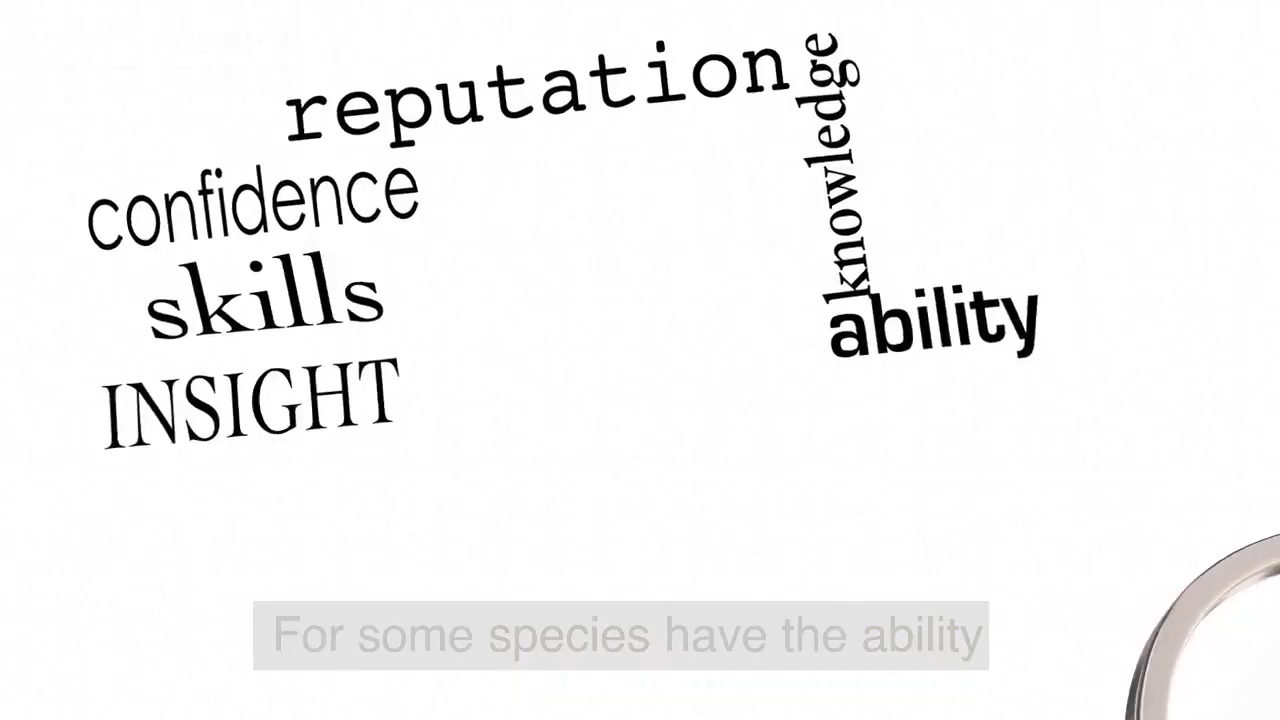 reputation
knowledge
confidence
skills
ability
INSIGHT
For some species have the ability